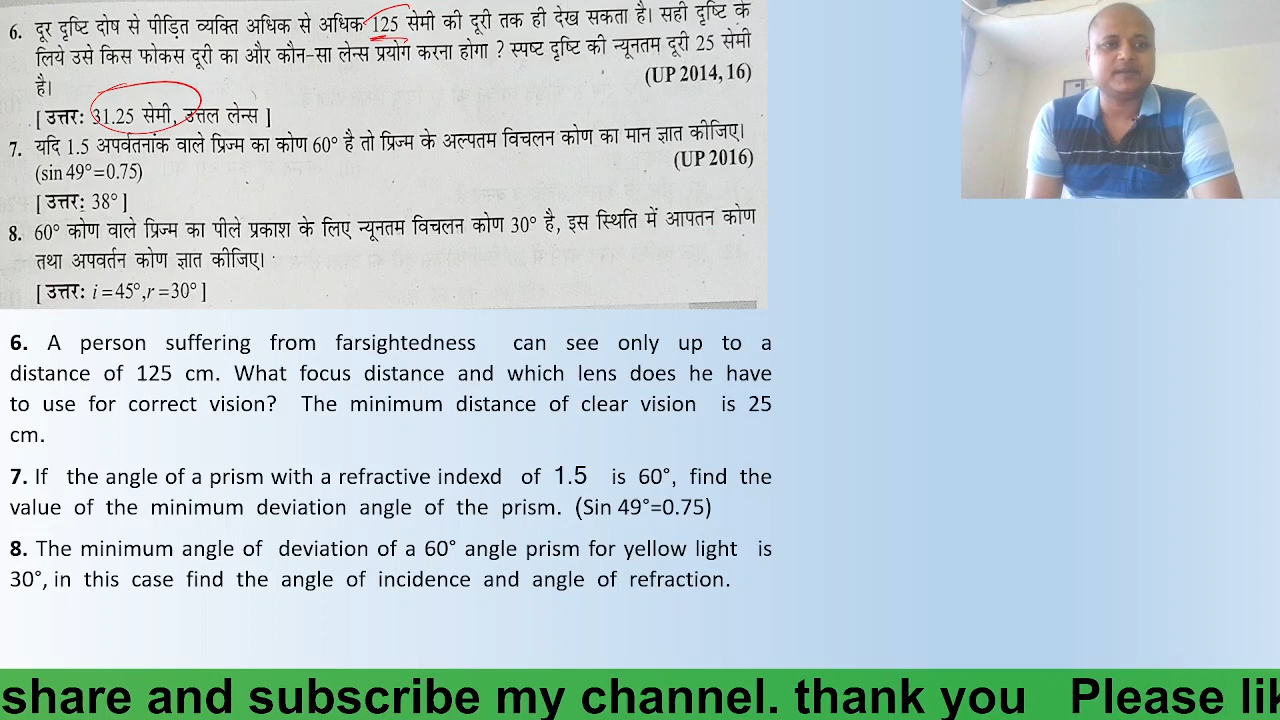 6. दूर दृष्टि दोष से पीड़ित व्यक्ति अधिक से अधिक 125 सेमी की दूरी तक ही देख सकता है। सही दृष्टि के
लिये उसे किस फोकस दूरी का और कौन-सा लेन्स प्रयोग करना होगा ? स्पष्ट दृष्टि की न्यूनतम दूरी 25 सेमी
है।
(UP 2014, 16)
[ उत्तर: 31.25 सेमी, उत्तल लेन्स ]
7. यदि 1.5 अपवर्तनांक वाले प्रिज्म का कोण 60° है तो प्रिज्म के अल्पतम विचलन कोण का मान ज्ञात कीजिए।
(sin 49°=0.75)
(UP 2016)
[ उत्तर: 38° ]
8. 60° कोण वाले प्रिज्म का पीले प्रकाश के लिए न्यूनतम विचलन कोण 30° है, इस स्थिति में आपतन कोण
तथा अपवर्तन कोण ज्ञात कीजिए।
[ उत्तर: i=45°,r=30° ]
6. A person suffering from farsightedness can see only up to a
distance of 125 cm. What focus distance and which lens does he have
to use for correct vision? The minimum distance of clear vision is 25
cm.
7. If the angle of a prism with a refractive indexd of 1.5 is 60°, find the
value of the minimum deviation angle of the prism. (Sin 49°=0.75)
8. The minimum angle of deviation of a 60° angle prism for yellow light is
30°, in this case find the angle of incidence and angle of refraction.
share and subscribe my channel. thank you Please lik